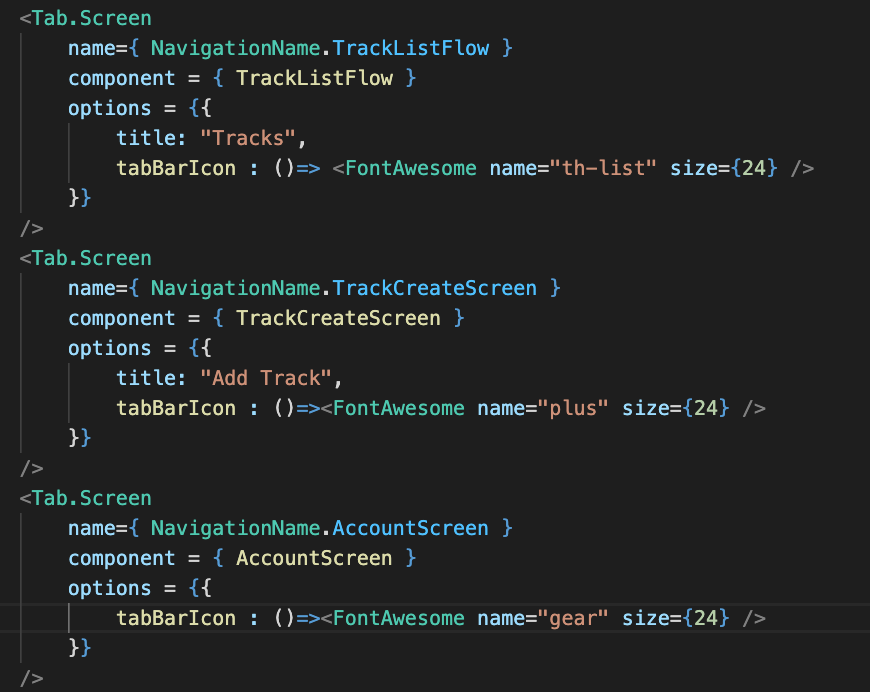 <Tab.Screen
    name={ NavigationName.TrackListFlow }
    component = { TrackListFlow }
    options = {{
        title: "Tracks",
        tabBarIcon : ()=> <FontAwesome name="th-list" size={24} />
    }}
/>
<Tab.Screen
    name={ NavigationName.TrackCreateScreen }
    component = { TrackCreateScreen }
    options = {{
        title: "Add Track",
        tabBarIcon : ()=><FontAwesome name="plus" size={24} />
    }}
/>
<Tab.Screen
    name={ NavigationName.AccountScreen }
    component = { AccountScreen }
    options = {{
        tabBarIcon : ()=><FontAwesome name="gear" size={24} />
    }}
/>